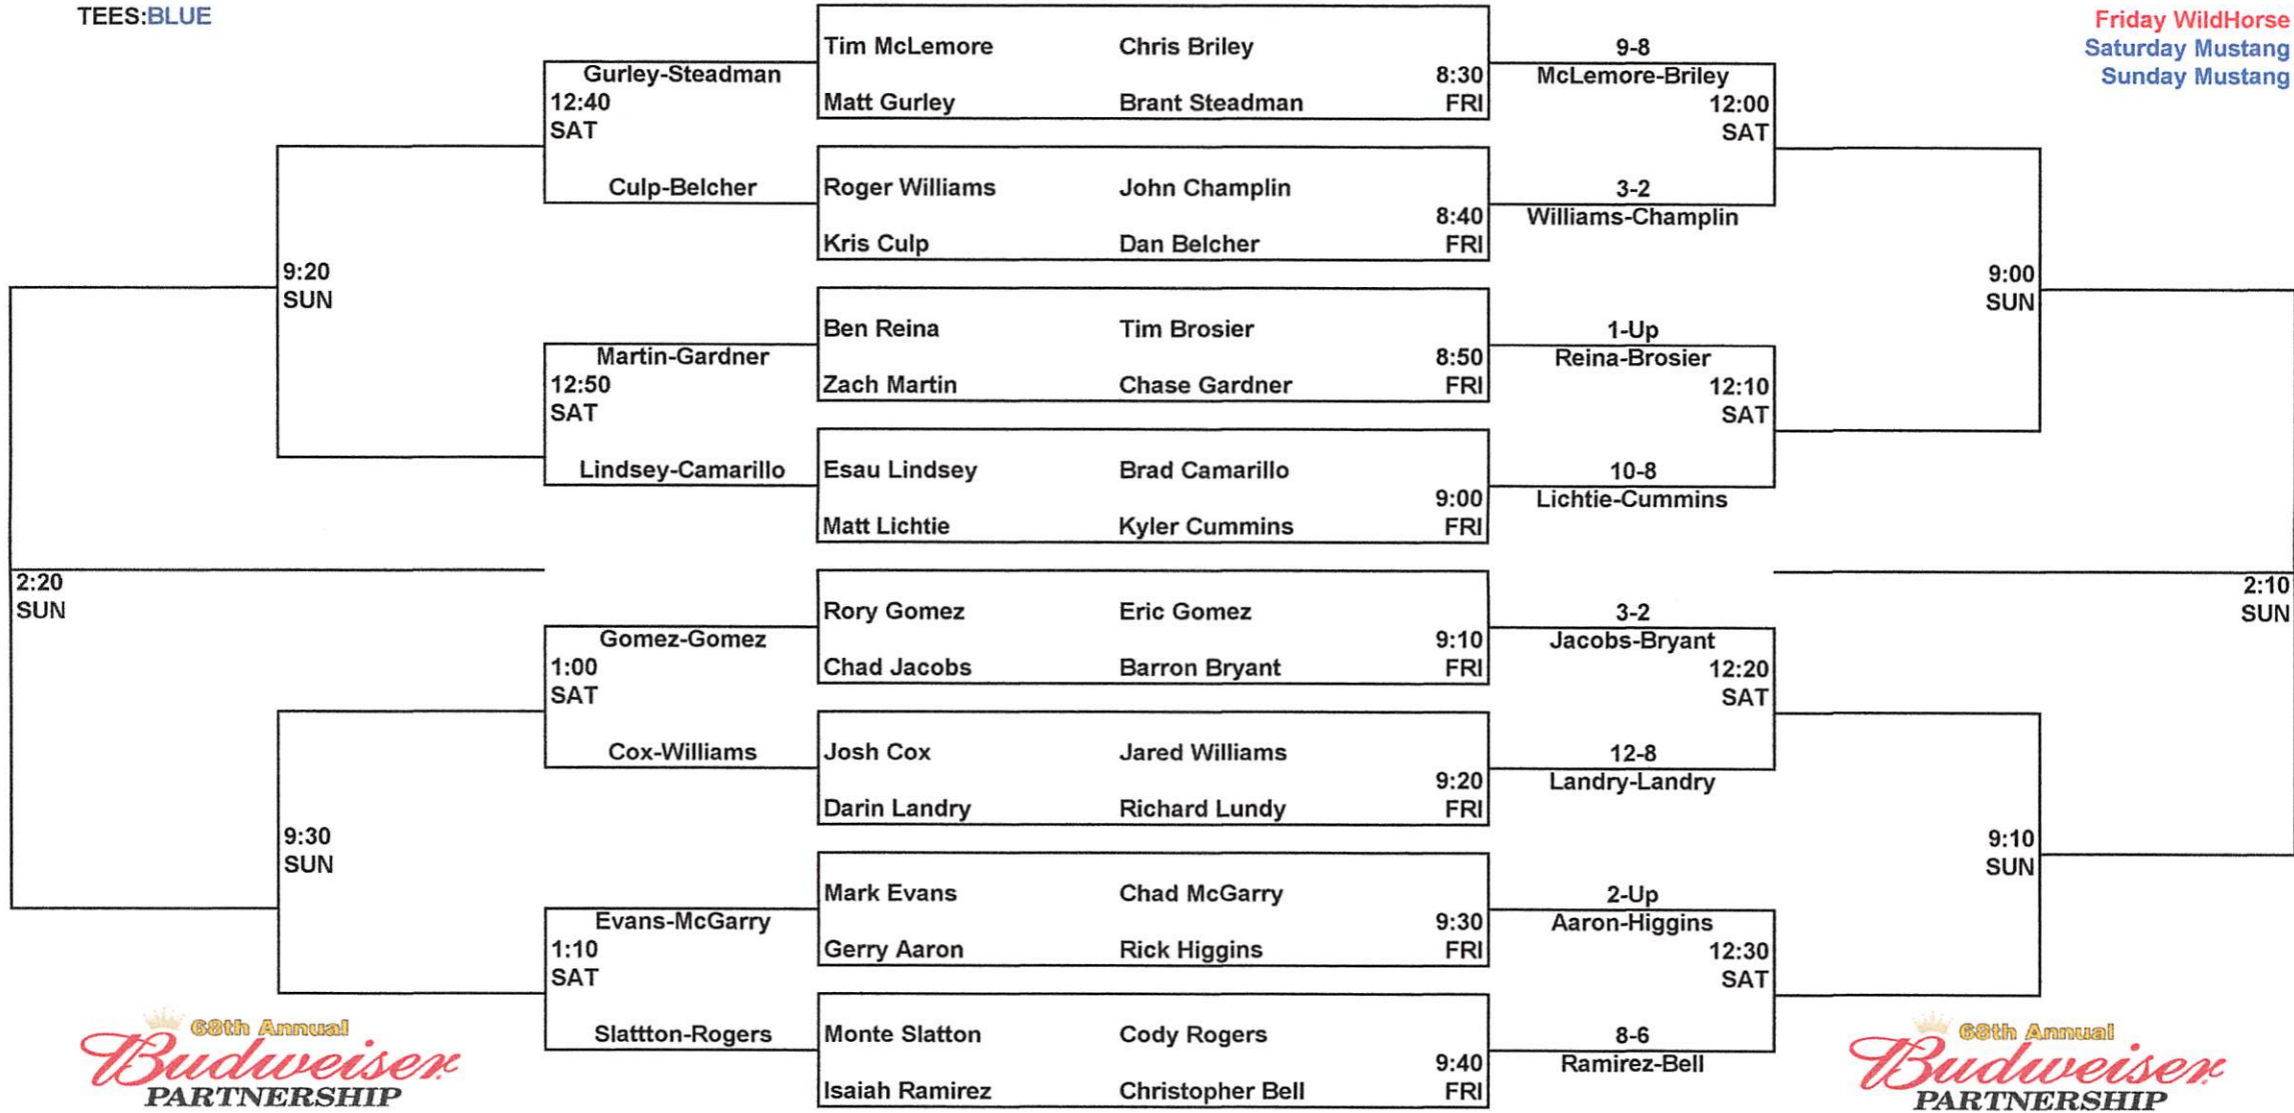 TEES:BLUE
Friday WildHorse
Saturday Mustang
Sunday Mustang
Tim McLemore Chris Briley
9-8
Gurley-Steadman
8:30
McLemore-Briley
12:40
Matt Gurley Brant Steadman
FRI
12:00
SAT
SAT
Culp-Belcher
Roger Williams John Champlin
3-2
8:40
Williams-Champlin
Kris Culp Dan Belcher
FRI
9:20
SUN
9:00
SUN
Ben Reina Tim Brosier
1-Up
Martin-Gardner
8:50
Reina-Brosier
12:50
Zach Martin Chase Gardner
FRI
12:10
SAT
SAT
Lindsey-Camarillo
Esau Lindsey Brad Camarillo
10-8
9:00
Lichtie-Cummins
Matt Lichtie Kyler Cummins
FRI
2:20
SUN
2:10
SUN
Rory Gomez Eric Gomez
3-2
Gomez-Gomez
9:10
Jacobs-Bryant
1:00
Chad Jacobs Barron Bryant
FRI
12:20
SAT
SAT
Cox-Williams
Josh Cox Jared Williams
12-8
9:20
Landry-Landry
Darin Landry Richard Lundy
FRI
9:30
SUN
9:10
SUN
Mark Evans Chad McGarry
2-Up
Evans-McGarry
9:30
Aaron-Higgins
1:10
Gerry Aaron Rick Higgins
FRI
12:30
SAT
SAT
Slattton-Rogers
Monte Slatton Cody Rogers
8-6
9:40
Ramirez-Bell
Isaiah Ramirez Christopher Bell
FRI
68th Annual
Budweiser
PARTNERSHIP
68th Annual
Budweiser
PARTNERSHIP